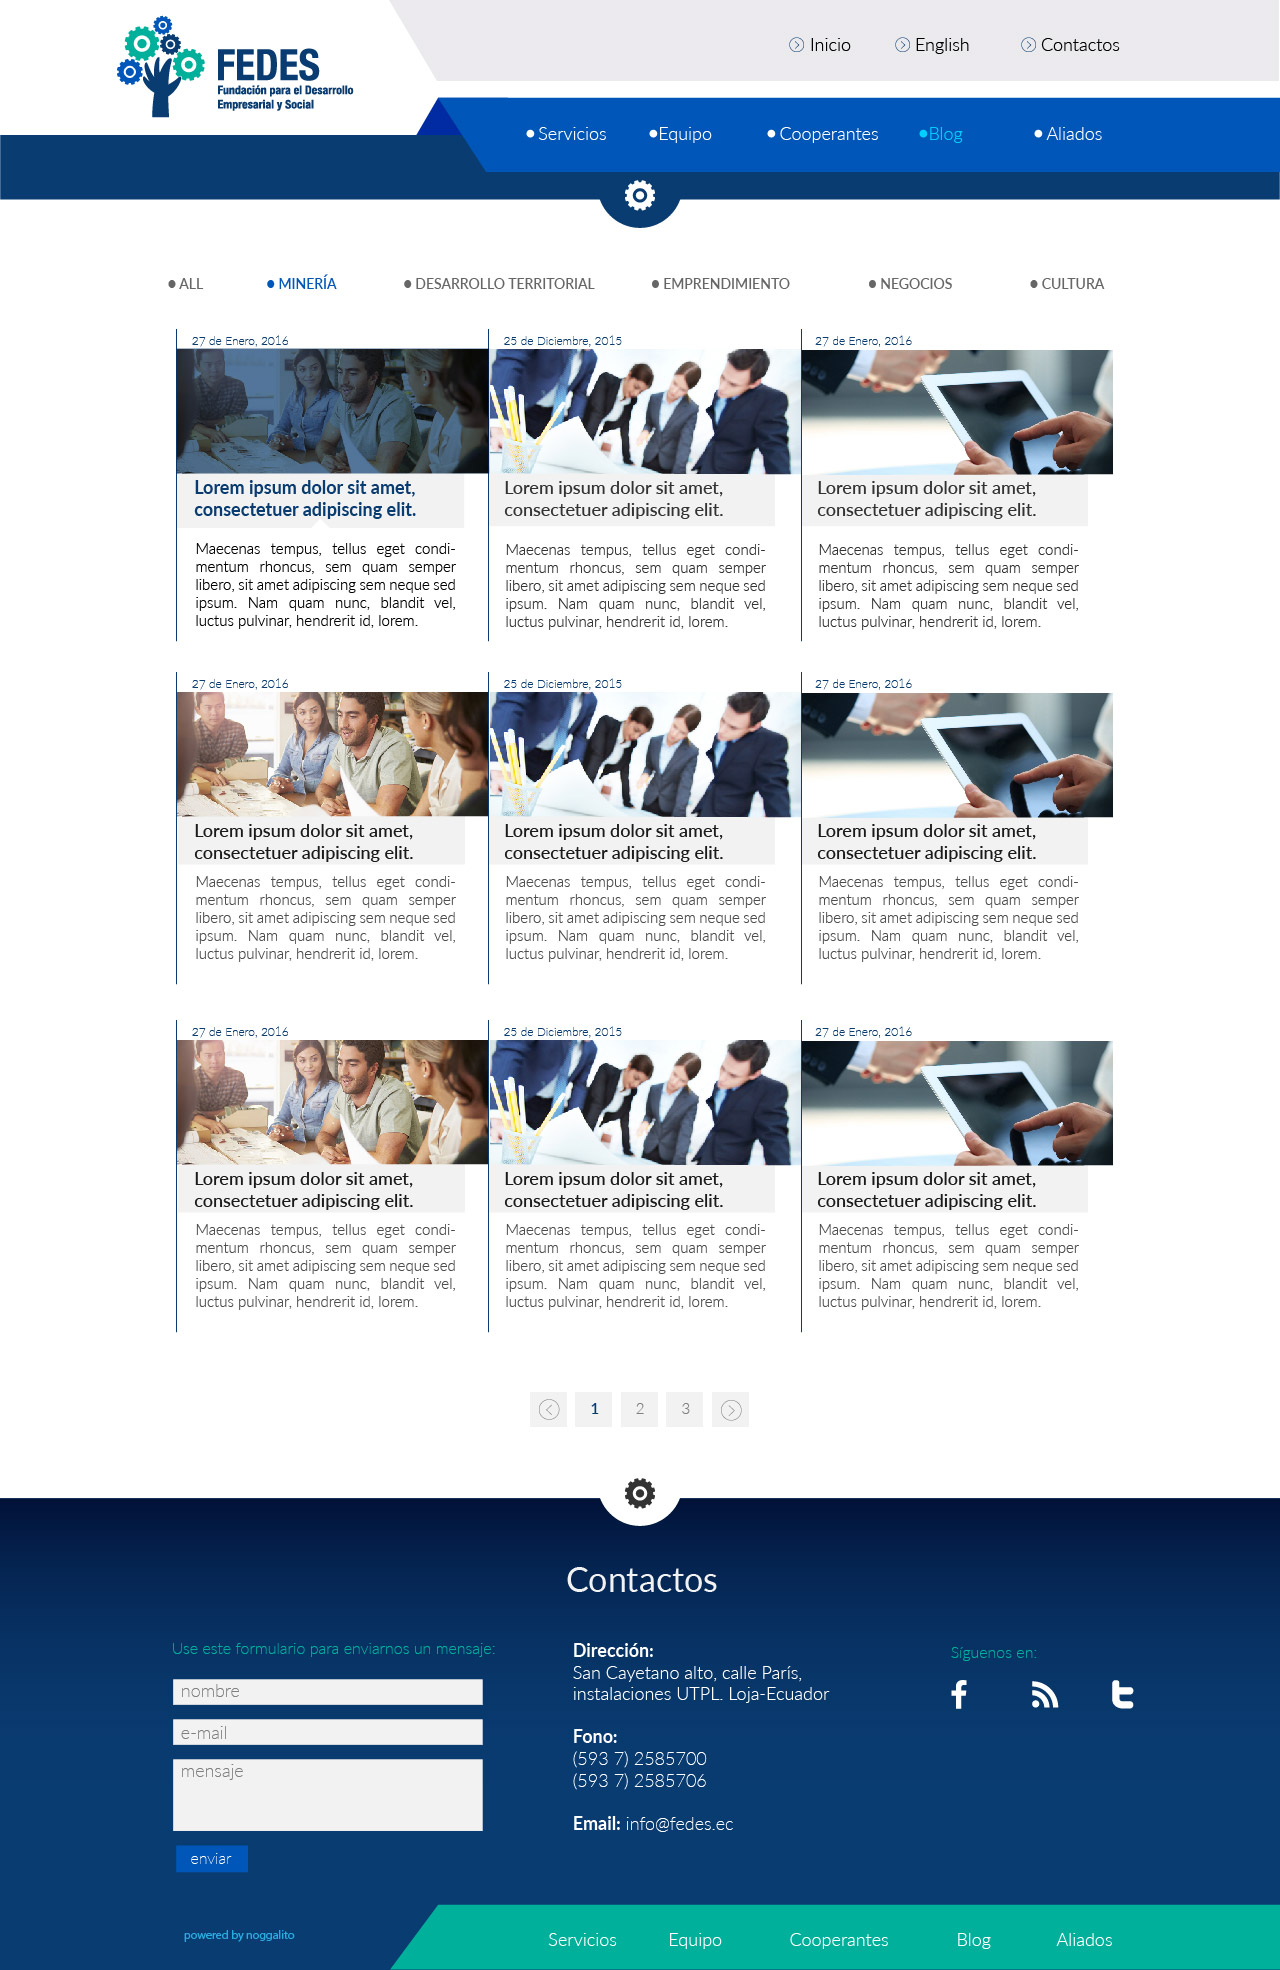 Inicio English Contactos
FEDES
Fundación para el Desarrollo
Empresarial y Social
Servicios Equipo Cooperantes Blog Aliados
ALL MINERÍA DESARROLLO TERRITORIAL EMPRENDIMIENTO NEGOCIOS CULTURA
27 de Enero, 2016
Lorem ipsum dolor sit amet,
consectetuer adipiscing elit.
Maecenas tempus, tellus eget condi-
mentum rhoncus, sem quam semper
libero, sit amet adipiscing sem neque sed
ipsum. Nam quam nunc, blandit vel,
luctus pulvinar, hendrerit id, lorem.
25 de Diciembre, 2015
Lorem ipsum dolor sit amet,
consectetuer adipiscing elit.
Maecenas tempus, tellus eget condi-
mentum rhoncus, sem quam semper
libero, sit amet adipiscing sem neque sed
ipsum. Nam quam nunc, blandit vel,
luctus pulvinar, hendrerit id, lorem.
27 de Enero, 2016
Lorem ipsum dolor sit amet,
consectetuer adipiscing elit.
Maecenas tempus, tellus eget condi-
mentum rhoncus, sem quam semper
libero, sit amet adipiscing sem neque sed
ipsum. Nam quam nunc, blandit vel,
luctus pulvinar, hendrerit id, lorem.
27 de Enero, 2016
Lorem ipsum dolor sit amet,
consectetuer adipiscing elit.
Maecenas tempus, tellus eget condi-
mentum rhoncus, sem quam semper
libero, sit amet adipiscing sem neque sed
ipsum. Nam quam nunc, blandit vel,
luctus pulvinar, hendrerit id, lorem.
25 de Diciembre, 2015
Lorem ipsum dolor sit amet,
consectetuer adipiscing elit.
Maecenas tempus, tellus eget condi-
mentum rhoncus, sem quam semper
libero, sit amet adipiscing sem neque sed
ipsum. Nam quam nunc, blandit vel,
luctus pulvinar, hendrerit id, lorem.
27 de Enero, 2016
Lorem ipsum dolor sit amet,
consectetuer adipiscing elit.
Maecenas tempus, tellus eget condi-
mentum rhoncus, sem quam semper
libero, sit amet adipiscing sem neque sed
ipsum. Nam quam nunc, blandit vel,
luctus pulvinar, hendrerit id, lorem.
27 de Enero, 2016
Lorem ipsum dolor sit amet,
consectetuer adipiscing elit.
Maecenas tempus, tellus eget condi-
mentum rhoncus, sem quam semper
libero, sit amet adipiscing sem neque sed
ipsum. Nam quam nunc, blandit vel,
luctus pulvinar, hendrerit id, lorem.
25 de Diciembre, 2015
Lorem ipsum dolor sit amet,
consectetuer adipiscing elit.
Maecenas tempus, tellus eget condi-
mentum rhoncus, sem quam semper
libero, sit amet adipiscing sem neque sed
ipsum. Nam quam nunc, blandit vel,
luctus pulvinar, hendrerit id, lorem.
27 de Enero, 2016
Lorem ipsum dolor sit amet,
consectetuer adipiscing elit.
Maecenas tempus, tellus eget condi-
mentum rhoncus, sem quam semper
libero, sit amet adipiscing sem neque sed
ipsum. Nam quam nunc, blandit vel,
luctus pulvinar, hendrerit id, lorem.
1 2 3
Contactos
Use este formulario para enviarnos un mensaje:
nombre
e-mail
mensaje
enviar
Dirección:
San Cayetano alto, calle París,
instalaciones UTPL. Loja-Ecuador
Fono:
(593 7) 2585700
(593 7) 2585706
Email: info@fedes.ec
Síguenos en:
powered by noggalito
Servicios Equipo Cooperantes Blog Aliados